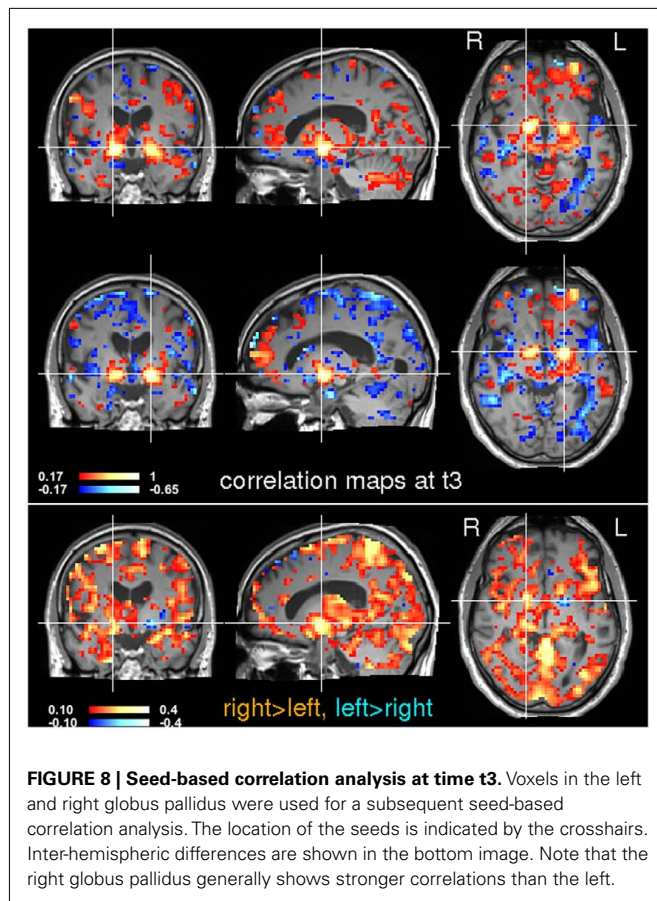 R L
0.17 1
-0.17 -0.65
correlation maps at t3
R L
0.10 0.4
-0.10 -0.4
right>left, left>right
FIGURE 8 | Seed-based correlation analysis at time t3. Voxels in the left
and right globus pallidus were used for a subsequent seed-based
correlation analysis. The location of the seeds is indicated by the crosshairs.
Inter-hemispheric differences are shown in the bottom image. Note that the
right globus pallidus generally shows stronger correlations than the left.